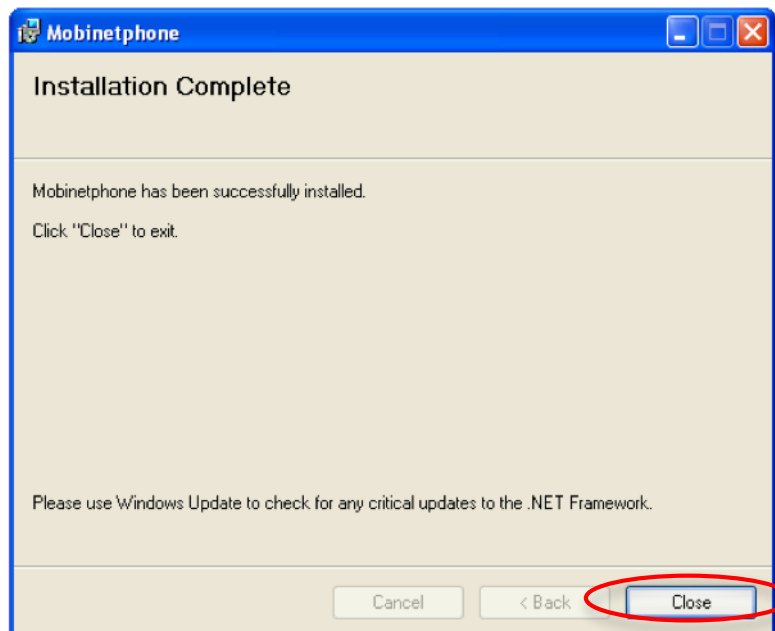 Mobinetphone
Installation Complete
Mobinetphone has been successfully installed.
Click "Close" to exit.
Please use Windows Update to check for any critical updates to the .NET Framework.
Cancel
< Back
Close